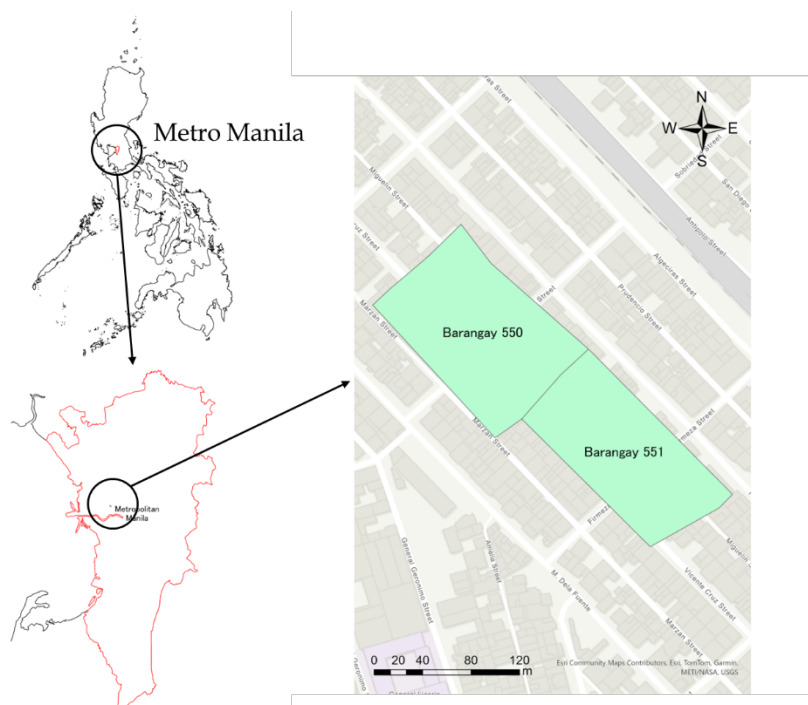 Metro Manila
Metropolitan
Manila
N
W
E
S
Street
Sobriedad Street
San Diego
Antipolo Street
Miguelin Street
Cruz Street
Algeciras Street
Marzan Street
Street
Prudencio Street
Barangay 550
Marzan Street
Barangay 551
Firmeza
Street
Miguelin
Vicente Cruz Street
Amelia Street
General Geronimo Street
M. Dela Fuente
Marzan Street
0 20 40 80 120
m
Esri Community Maps Contributors, Esri, TomTom, Garmin,
METI/NASA, USGS